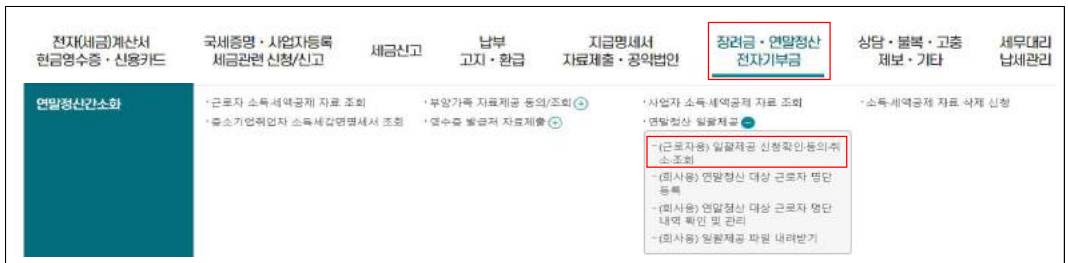 전자(세금)계산서
현금영수증·신용카드
국세증명·사업자등록
세금관련 신청/신고
세금신고
납부
고지·환급
지급명세서
자료제출·공익법인
장려금·연말정산
전자기부금
상담·불복·고충
제보·기타
세무대리
납세관리
연말정산간소화
·근로자 소득·세액공제 자료 조회
·부양가족 자료제공 동의/조회
·사업자 소득·세액공제 자료 조회
·소득·세액공제 자료 삭제 신청
·중소기업취업자 소득세감면명세서 조회
·영수증 발급처 자료제출
·연말정산 일괄제공
-(근로자용) 일괄제공 신청확인·동의·취
소·조회
-(회사용) 연말정산 대상 근로자 명단
등록
-(회사용) 연말정산 대상 근로자 명단
내역 확인 및 관리
-(회사용) 일괄제공 파일 내려받기